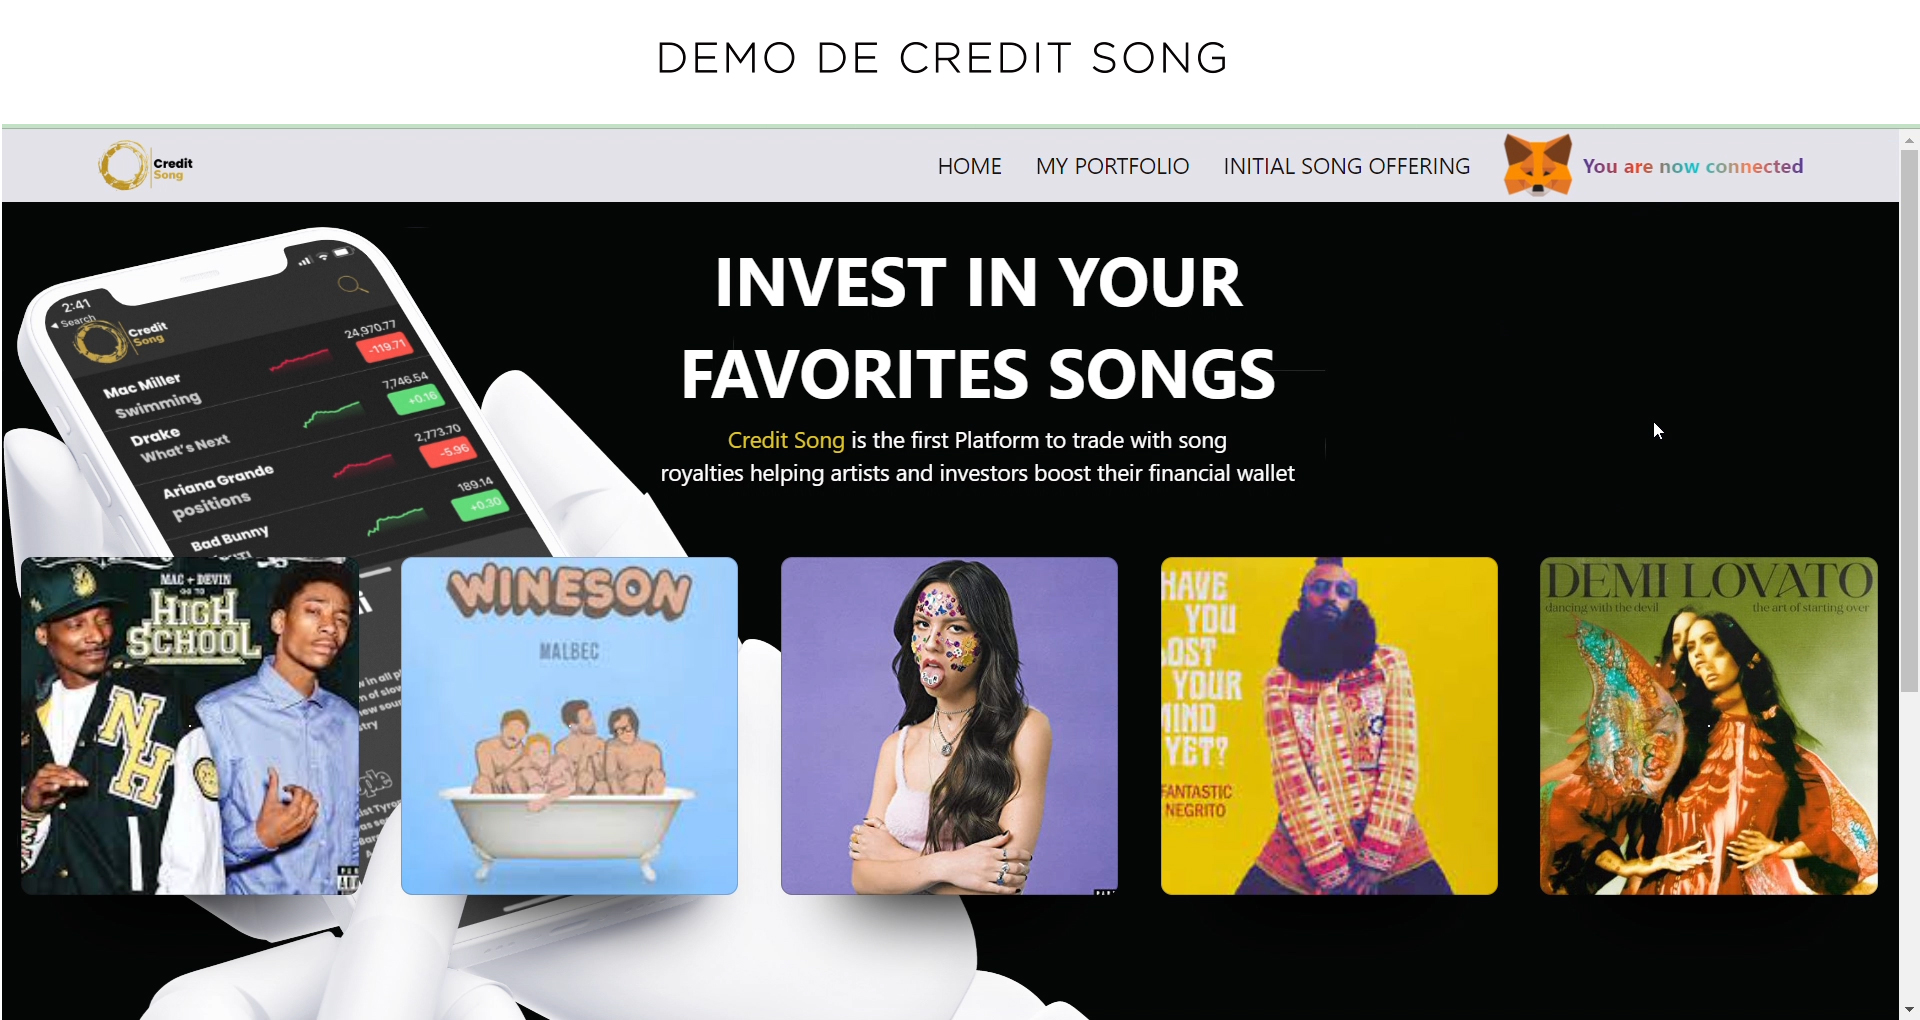 DEMO DE CREDIT SONG
Credit
Song
HOME
MY PORTFOLIO
INITIAL SONG OFFERING
You are now connected
INVEST IN YOUR
FAVORITES SONGS
Credit Song is the first Platform to trade with song
royalties helping artists and investors boost their financial wallet
2:41
Search
Credit
Song
24,970.77
-119.71
Mac Miller
Swimming
7,746.54
+0.16
Drake
What's Next
2,773.70
-5.96
Ariana Grande
positions
189.14
+0.30
Bad Bunny
MAC + DEVIN
GO TO
HIGH
SCHOOL
NH
WINESON
MALBEC
HAVE
YOU
LOST
YOUR
MIND
YET?
FANTASTIC
NEGRITO
DEMI LOVATO
dancing with the devil
the art of starting over